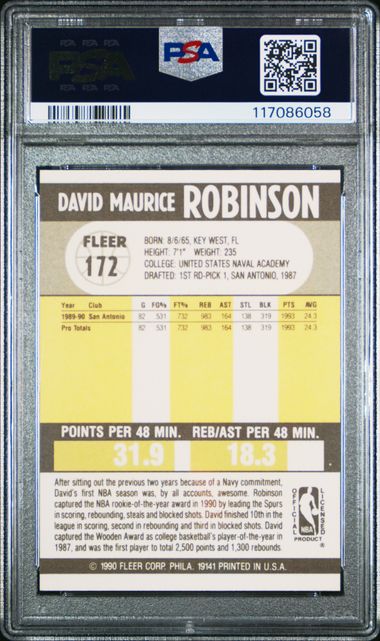 PSA
PSA
117086058
DAVID MAURICE ROBINSON
FLEER
172
BORN: 8/6/65, KEY WEST, FL
HEIGHT: 7'1" WEIGHT: 235
COLLEGE: UNITED STATES NAVAL ACADEMY
DRAFTED: 1ST RD-PICK 1, SAN ANTONIO, 1987
Year Club G FG% FT% REB AST STL BLK PTS AVG
1989-90 San Antonio 82 .531 .732 983 164 138 319 1993 24.3
Pro Totals 82 .531 .732 983 164 138 319 1993 24.3
POINTS PER 48 MIN. REB/AST PER 48 MIN.
31.9 18.3
After sitting out the previous two years because of a Navy commitment,
David's first NBA season was, by all accounts, awesome. Robinson
captured the NBA rookie-of-the-year award in 1990 by leading the Spurs
in scoring, rebounding, steals and blocked shots. David finished 10th in the
league in scoring, second in rebounding and third in blocked shots. David
captured the Wooden Award as college basketball's player-of-the-year in
1987, and was the first player to total 2,500 points and 1,300 rebounds.
OFFICIAL LICENSED
NBA
PRODUCT
© 1990 FLEER CORP. PHILA. 19141 PRINTED IN U.S.A.